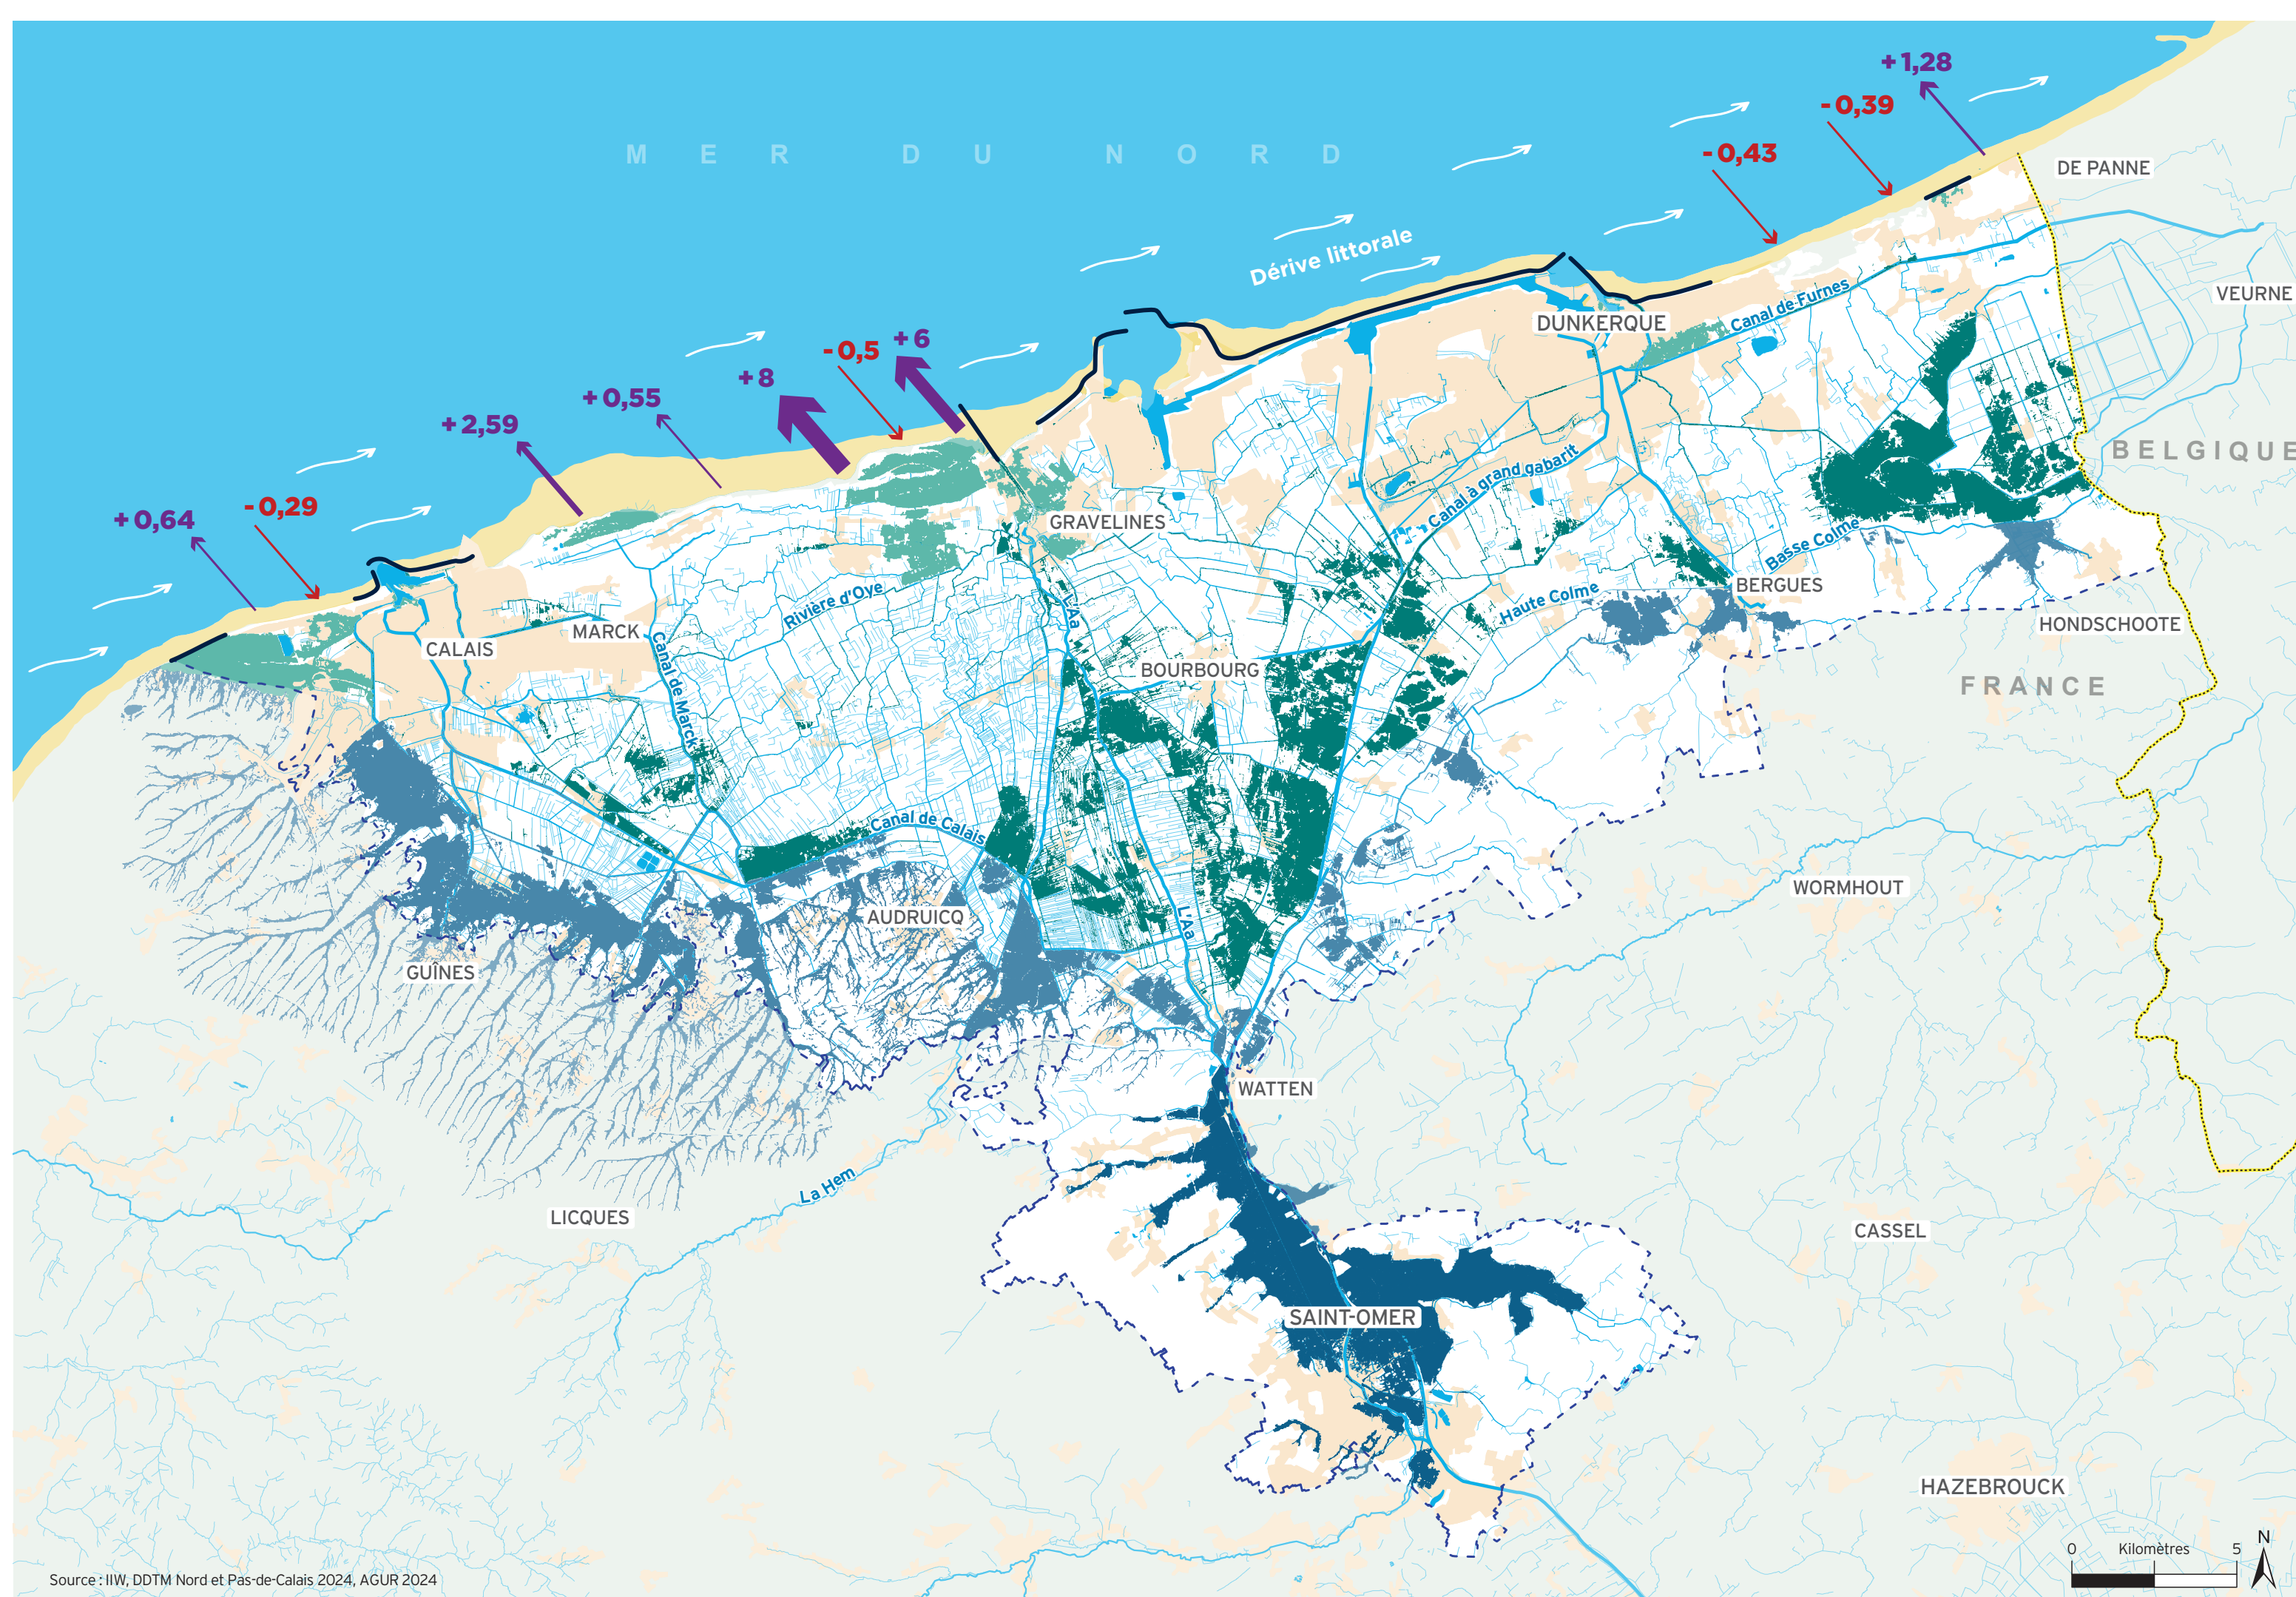 + 1,28
- 0,39
- 0,43
MER DU NORD
DE PANNE
Dérive littorale
VEURNE
Canal de Furnes
DUNKERQUE
- 0,5
+ 6
+ 8
+ 0,55
+ 2,59
- 0,29
+ 0,64
BELGIQUE
Canal à grand gabarit
GRAVELINES
Basse Colme
BERGUES
Haute Colme
HONDSCHOOTE
Rivière d'Oye
L'Aa
MARCK
CALAIS
Canal de Marck
BOURBOURG
FRANCE
Canal de Calais
AUDRUICQ
L'Aa
WORMHOUT
GUÎNES
WATTEN
La Hem
LICQUES
CASSEL
SAINT-OMER
HAZEBROUCK
N
0 Kilomètres 5
Source : IIW, DDTM Nord et Pas-de-Calais 2024, AGUR 2024